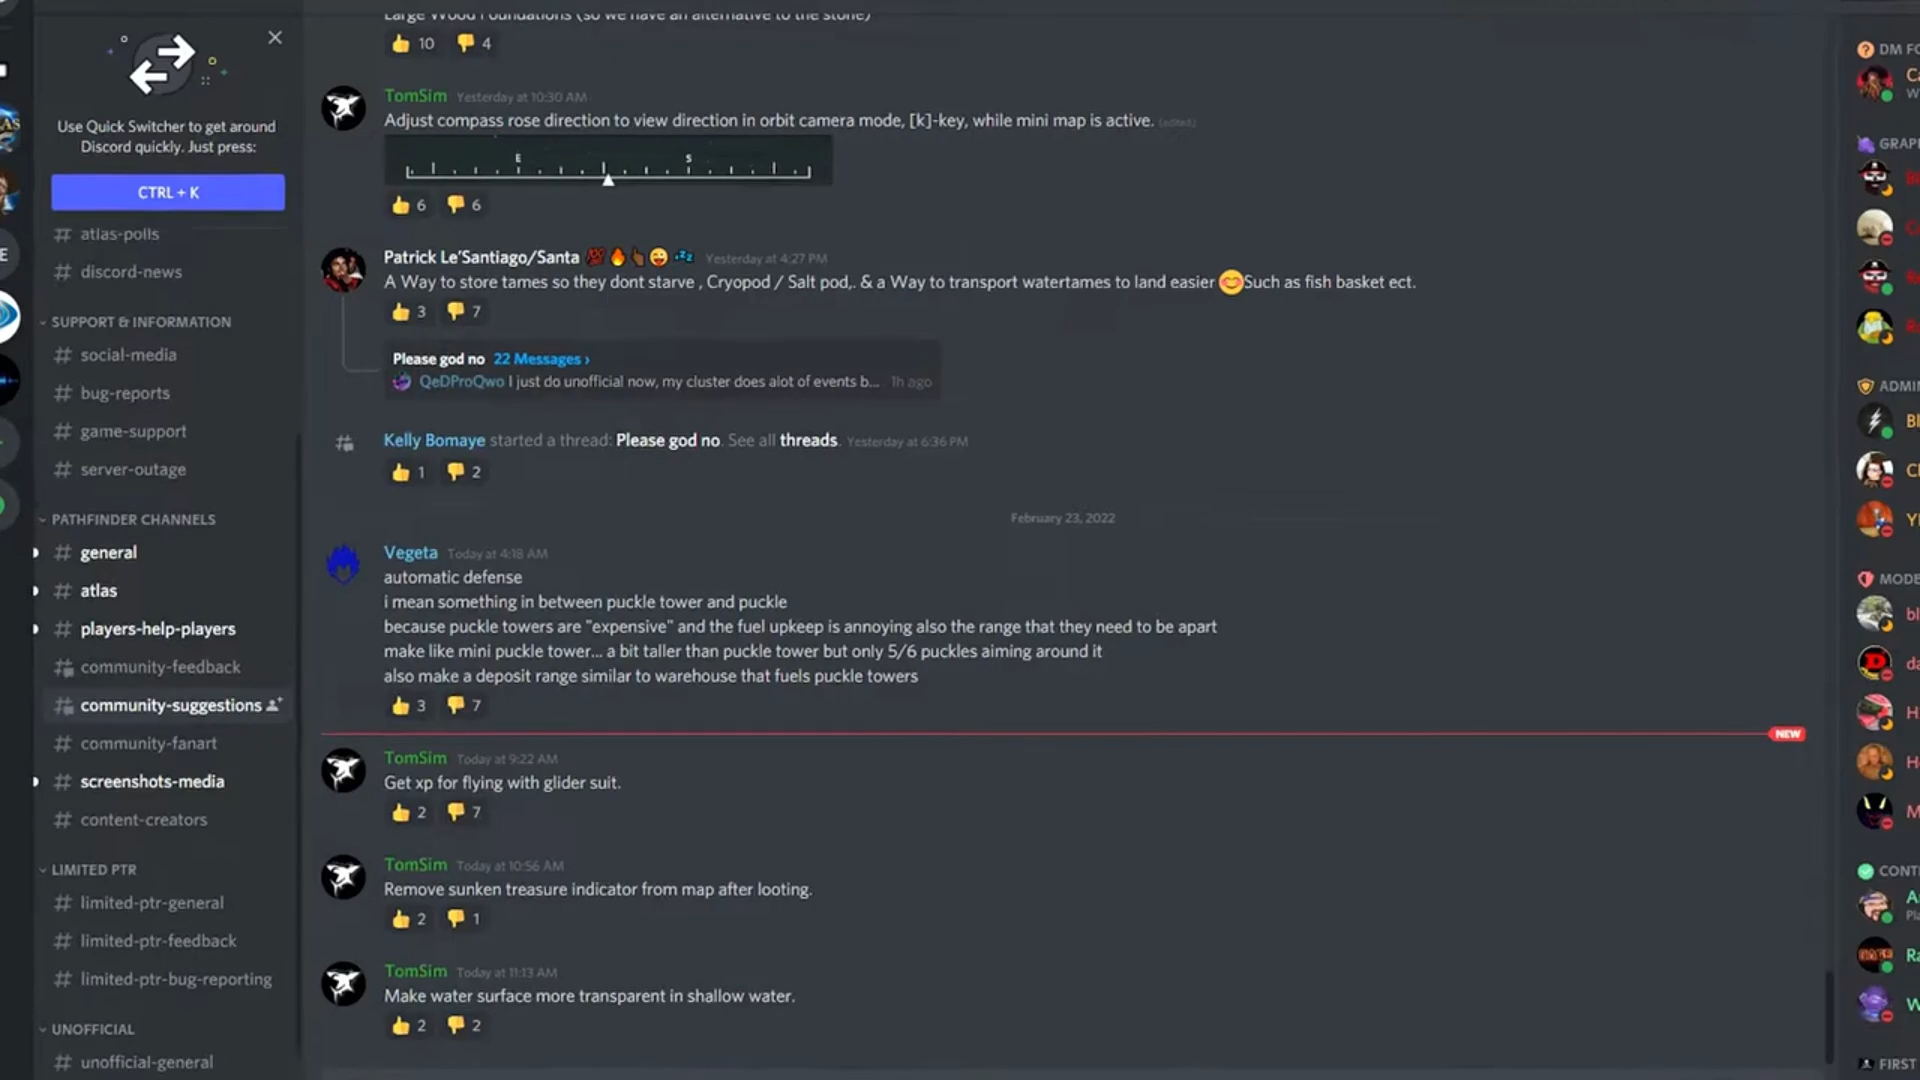 Large Wood Foundations (so we have an alternative to the stone)
10 4
Use Quick Switcher to get around
Discord quickly. Just press:
CTRL + K
atlas-polls
discord-news
SUPPORT & INFORMATION
social-media
bug-reports
game-support
server-outage
PATHFINDER CHANNELS
general
atlas
players-help-players
community-feedback
community-suggestions
community-fanart
screenshots-media
content-creators
LIMITED PTR
limited-ptr-general
limited-ptr-feedback
limited-ptr-bug-reporting
UNOFFICIAL
unofficial-general
TomSim Yesterday at 10:30 AM
Adjust compass rose direction to view direction in orbit camera mode, [k]-key, while mini map is active. (edited)
E S
6 6
Patrick Le'Santiago/Santa 💯🔥👆🏿😜💤 Yesterday at 4:27 PM
A Way to store tames so they dont starve , Cryopod / Salt pod,. & a Way to transport watertames to land easier 😊Such as fish basket ect.
3 7
Please god no 22 Messages ›
QeDProQwo I just do unofficial now, my cluster does alot of events b... 1h ago
Kelly Bomaye started a thread: Please god no. See all threads. Yesterday at 6:36 PM
1 2
February 23, 2022
Vegeta Today at 4:18 AM
automatic defense
i mean something in between puckle tower and puckle
because puckle towers are "expensive" and the fuel upkeep is annoying also the range that they need to be apart
make like mini puckle tower... a bit taller than puckle tower but only 5/6 puckles aiming around it
also make a deposit range similar to warehouse that fuels puckle towers
3 7
NEW
TomSim Today at 9:22 AM
Get xp for flying with glider suit.
2 7
TomSim Today at 10:56 AM
Remove sunken treasure indicator from map after looting.
2 1
TomSim Today at 11:13 AM
Make water surface more transparent in shallow water.
2 2
DM FO
Ca
W
GRAP
ADMIN
Bl
Cl
YI
MODE
bl
da
H
He
M
CONT
A
Pla
Ra
W
FIRST